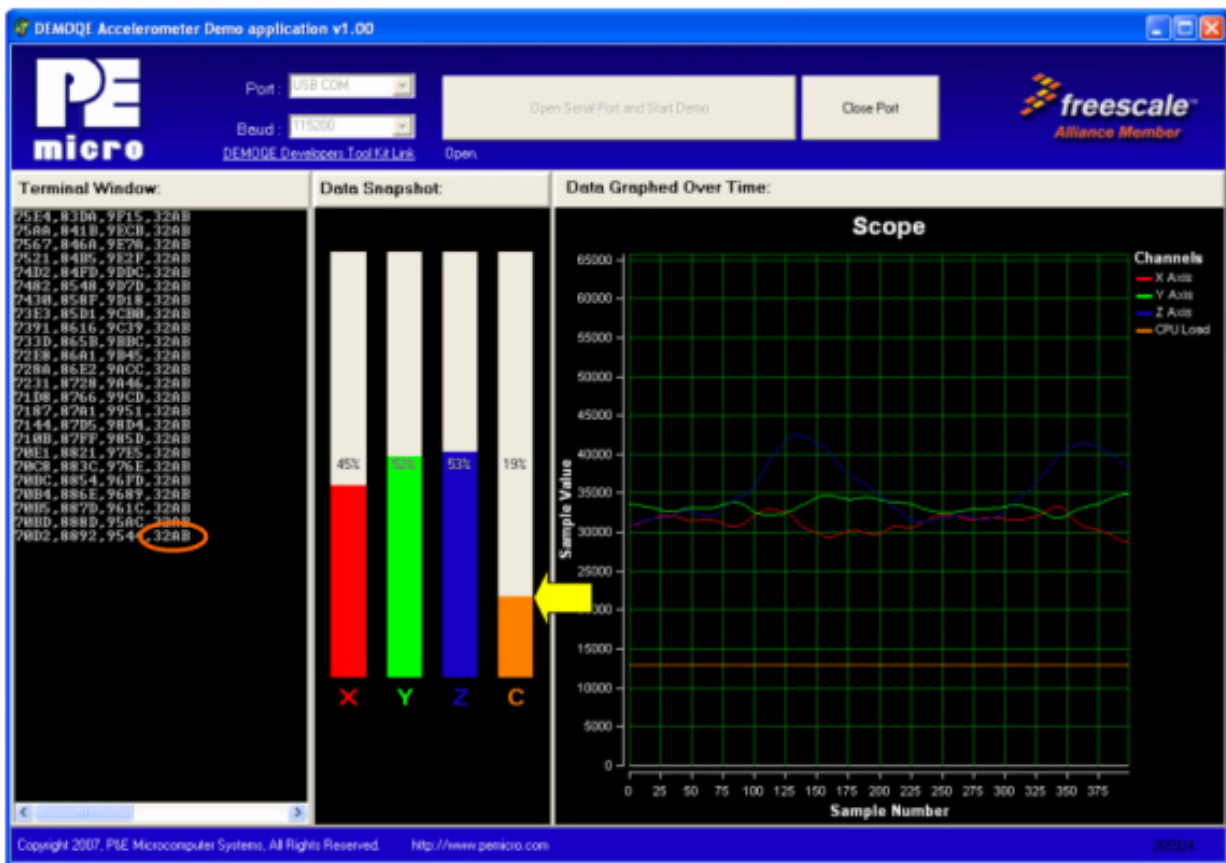 DEMOQE Accelerometer Demo application v1.00
PE
micro
Port : USB COM
Baud : 115200
DEMOQE Developers Tool Kit Link
Open Serial Port and Start Demo
Close Port
Open.
freescale
Alliance Member
Terminal Window:
75E4,83DA,9F15,32AB
75AA,841B,9ECB,32AB
7567,846A,9E7A,32AB
7521,84B5,9E2F,32AB
74D2,84FD,9DDC,32AB
7482,8548,9D7D,32AB
7430,858F,9D18,32AB
73E3,85D1,9CB0,32AB
7391,8616,9C39,32AB
733D,865B,9BBC,32AB
72E8,86A1,9B45,32AB
728A,86E2,9ACC,32AB
7231,8728,9A46,32AB
71D8,8766,99CD,32AB
7187,87A1,9951,32AB
7144,87D5,98D4,32AB
710B,87FF,985D,32AB
70E1,8821,97E5,32AB
70C8,883C,976E,32AB
70BC,8854,96FD,32AB
70B4,886E,9689,32AB
70B5,887D,961C,32AB
70BD,888D,95AC,32AB
70D2,8892,954 ,32AB
Data Snapshot:
45% 52% 53% 19%
X Y Z C
Data Graphed Over Time:
Scope
65000
60000
55000
50000
45000
40000
35000
30000
25000
20000
15000
10000
5000
0
Sample Value
0 25 50 75 100 125 150 175 200 225 250 275 300 325 350 375
Sample Number
Channels
X Axis
Y Axis
Z Axis
CPU Load
Copyright 2007, P&E Microcomputer Systems, All Rights Reserved. http://www.pemicro.com